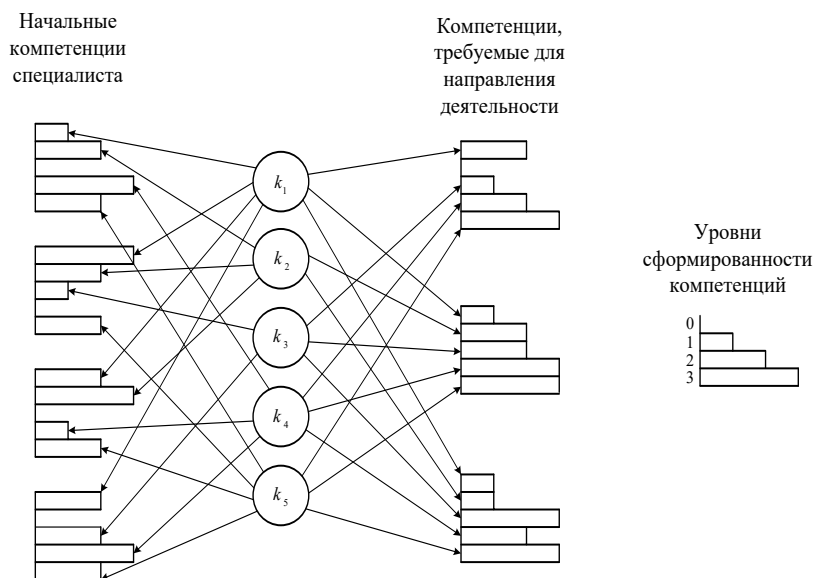 Начальные
компетенции
специалиста
Компетенции,
требуемые для
направления
деятельности
k1
k2
k3
k4
k5
Уровни
сформированности
компетенций
0
1
2
3